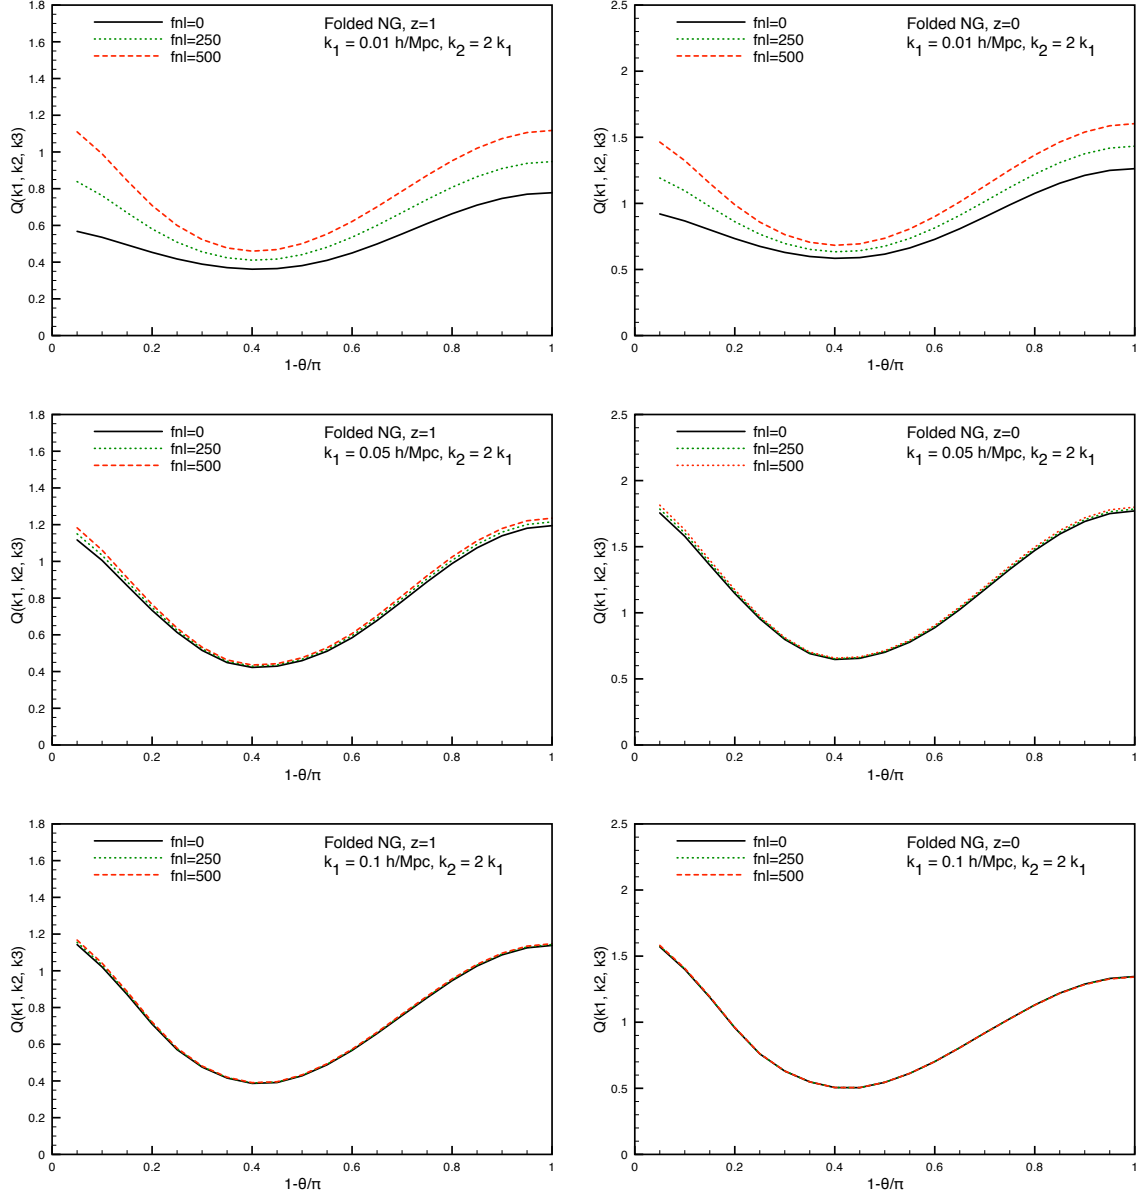 fnl=0
fnl=250
fnl=500
Folded NG, z=1
k1 = 0.01 h/Mpc, k2 = 2 k1
Q(k1, k2, k3)
1.8
1.6
1.4
1.2
1
0.8
0.6
0.4
0.2
0
0 0.2 0.4 0.6 0.8 1
1-θ/π
fnl=0
fnl=250
fnl=500
Folded NG, z=0
k1 = 0.01 h/Mpc, k2 = 2 k1
Q(k1, k2, k3)
2.5
2
1.5
1
0.5
0
0 0.2 0.4 0.6 0.8 1
1-θ/π
fnl=0
fnl=250
fnl=500
Folded NG, z=1
k1 = 0.05 h/Mpc, k2 = 2 k1
Q(k1, k2, k3)
1.8
1.6
1.4
1.2
1
0.8
0.6
0.4
0.2
0
0 0.2 0.4 0.6 0.8 1
1-θ/π
fnl=0
fnl=250
fnl=500
Folded NG, z=0
k1 = 0.05 h/Mpc, k2 = 2 k1
Q(k1, k2, k3)
2.5
2
1.5
1
0.5
0
0 0.2 0.4 0.6 0.8 1
1-θ/π
fnl=0
fnl=250
fnl=500
Folded NG, z=1
k1 = 0.1 h/Mpc, k2 = 2 k1
Q(k1, k2, k3)
1.8
1.6
1.4
1.2
1
0.8
0.6
0.4
0.2
0
0 0.2 0.4 0.6 0.8 1
1-θ/π
fnl=0
fnl=250
fnl=500
Folded NG, z=0
k1 = 0.1 h/Mpc, k2 = 2 k1
Q(k1, k2, k3)
2.5
2
1.5
1
0.5
0
0 0.2 0.4 0.6 0.8 1
1-θ/π